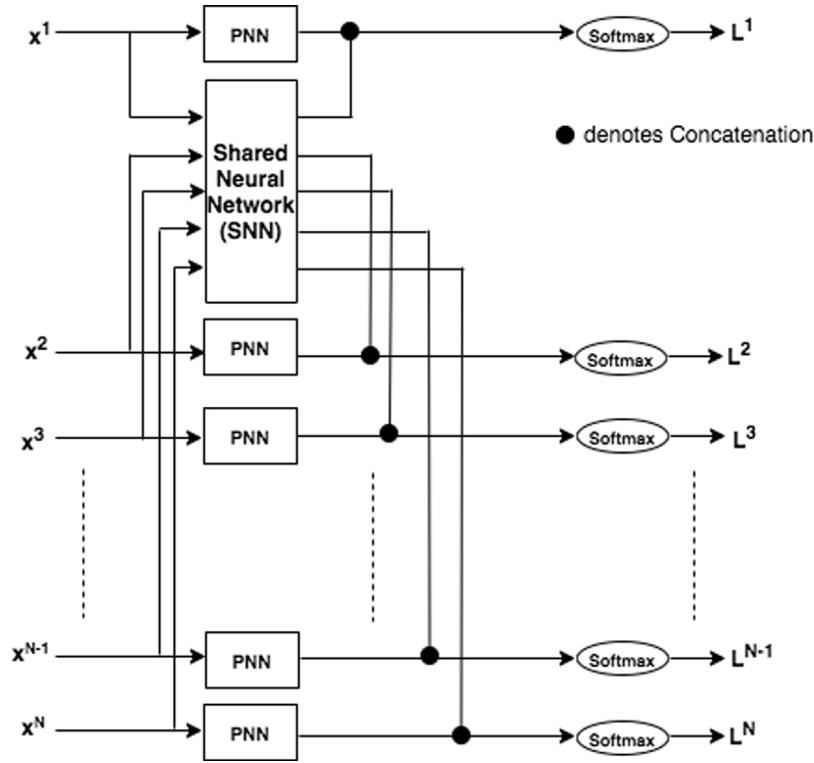 x¹ PNN Softmax L¹
denotes Concatenation
Shared
Neural
Network
(SNN)
x² PNN Softmax L²
x³ PNN Softmax L³
xᴺ⁻¹ PNN Softmax Lᴺ⁻¹
xᴺ PNN Softmax Lᴺ